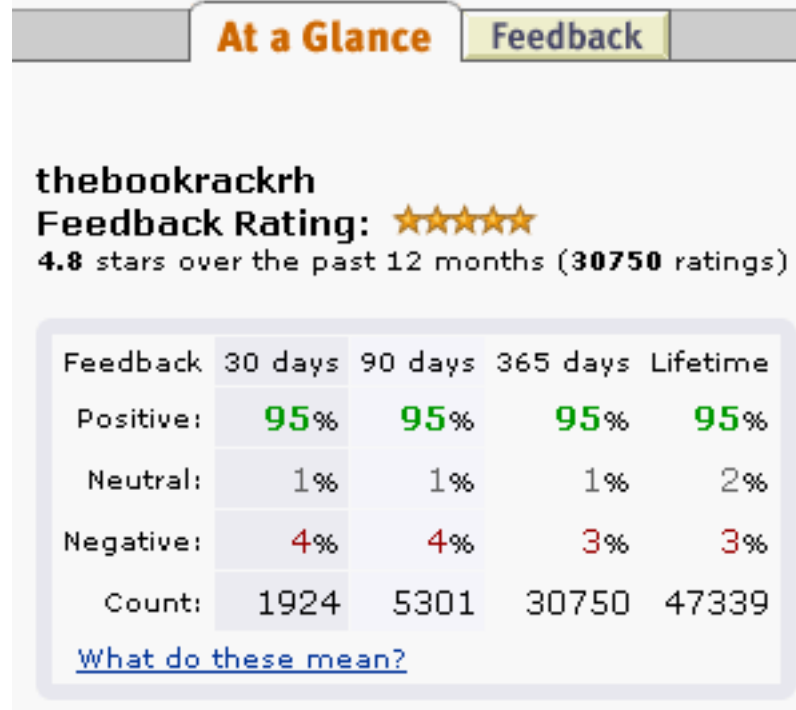 At a Glance Feedback
thebookrackrh
Feedback Rating:
4.8 stars over the past 12 months (30750 ratings)
Feedback 30 days 90 days 365 days Lifetime
Positive: 95% 95% 95% 95%
Neutral: 1% 1% 1% 2%
Negative: 4% 4% 3% 3%
Count: 1924 5301 30750 47339
What do these mean?